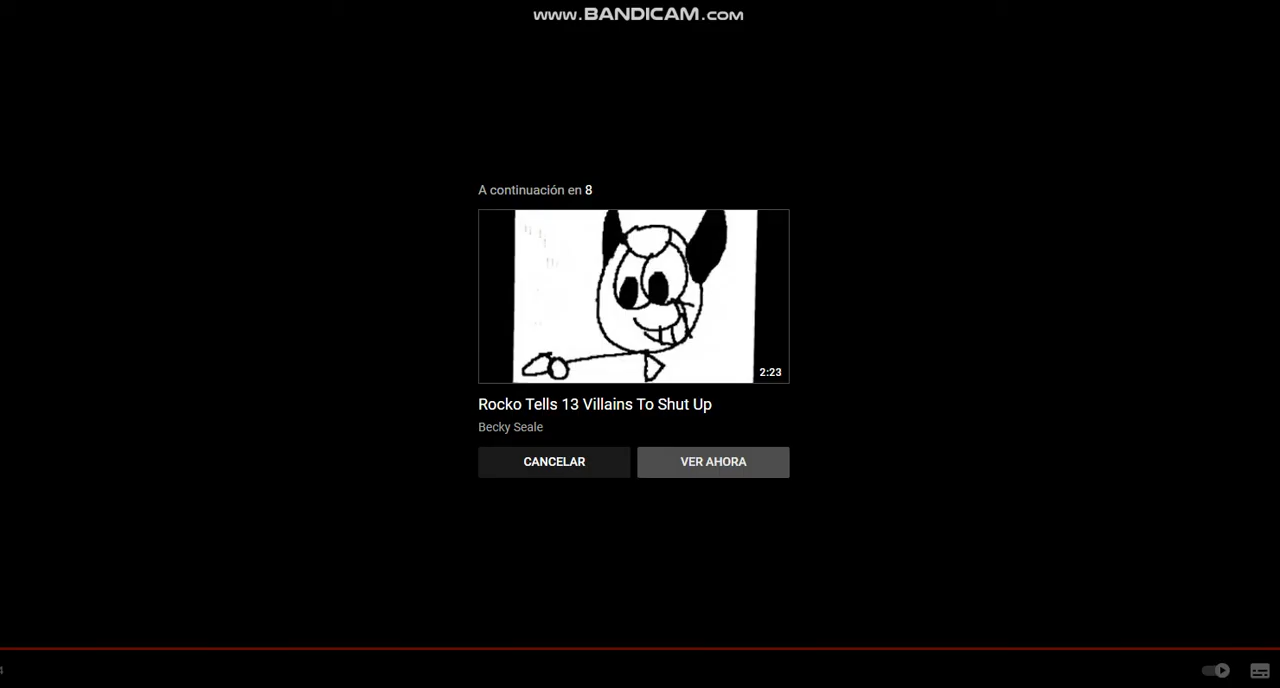 www.BANDICAM.com
A continuación en 8
2:23
Rocko Tells 13 Villains To Shut Up
Becky Seale
CANCELAR
VER AHORA
4